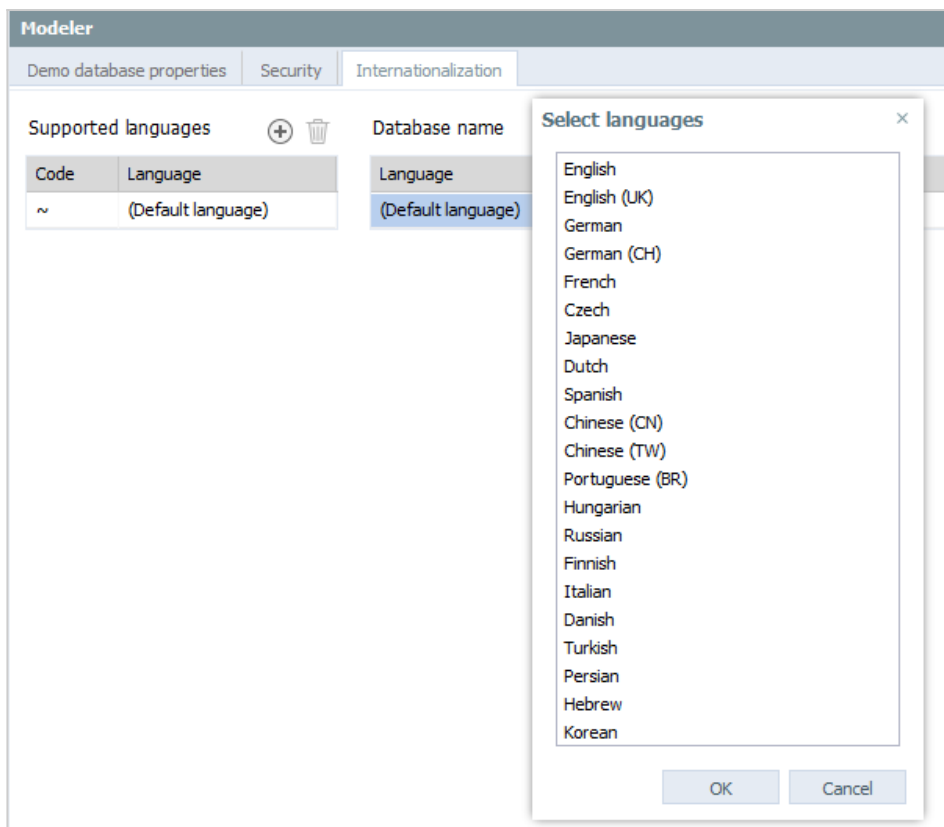 Modeler
Demo database properties Security Internationalization
Supported languages
Code Language
~ (Default language)
Database name
Language
(Default language)
Select languages ×
English
English (UK)
German
German (CH)
French
Czech
Japanese
Dutch
Spanish
Chinese (CN)
Chinese (TW)
Portuguese (BR)
Hungarian
Russian
Finnish
Italian
Danish
Turkish
Persian
Hebrew
Korean
OK Cancel